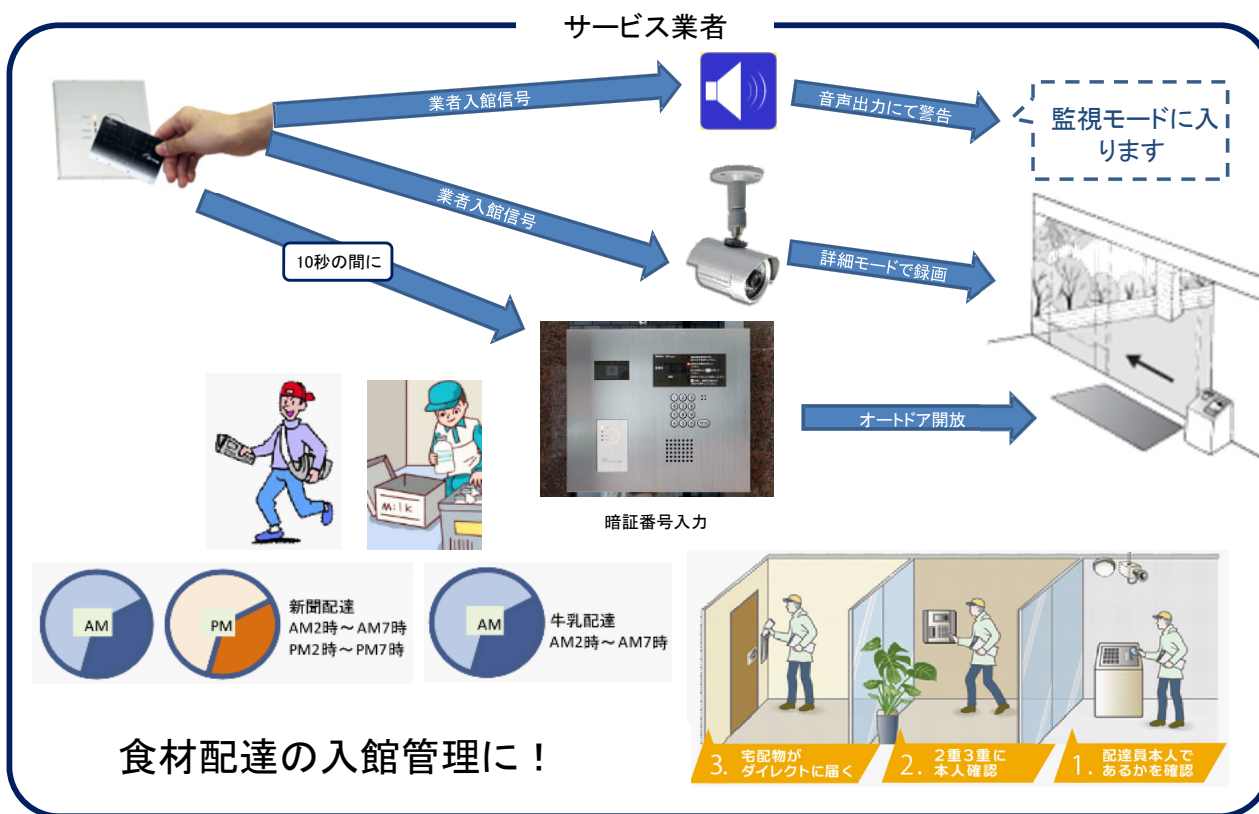 サービス業者
業者入館信号
音声出力にて警告
監視モードに入
ります
業者入館信号
詳細モードで録画
10秒の間に
オートドア開放
暗証番号入力
Milk
AM
PM
新聞配達
AM2時～AM7時
PM2時～PM7時
AM
牛乳配達
AM2時～AM7時
食材配達の入館管理に！
3. 宅配物が
ダイレクトに届く
2. 2重3重に
本人確認
1. 配達員本人で
あるかを確認